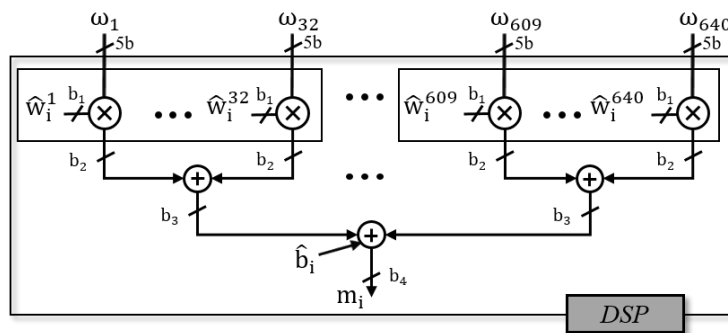 ω₁ ω₃₂ ω₆₀₉ ω₆₄₀
5b 5b 5b 5b
ŵᵢ¹ b₁ ••• ŵᵢ³² b₁ ••• ŵᵢ⁶⁰⁹ b₁ ••• ŵᵢ⁶⁴⁰ b₁
b₂ b₂ ••• b₂ b₂
b₃ b₃
b̂ᵢ
mᵢ b₄
DSP